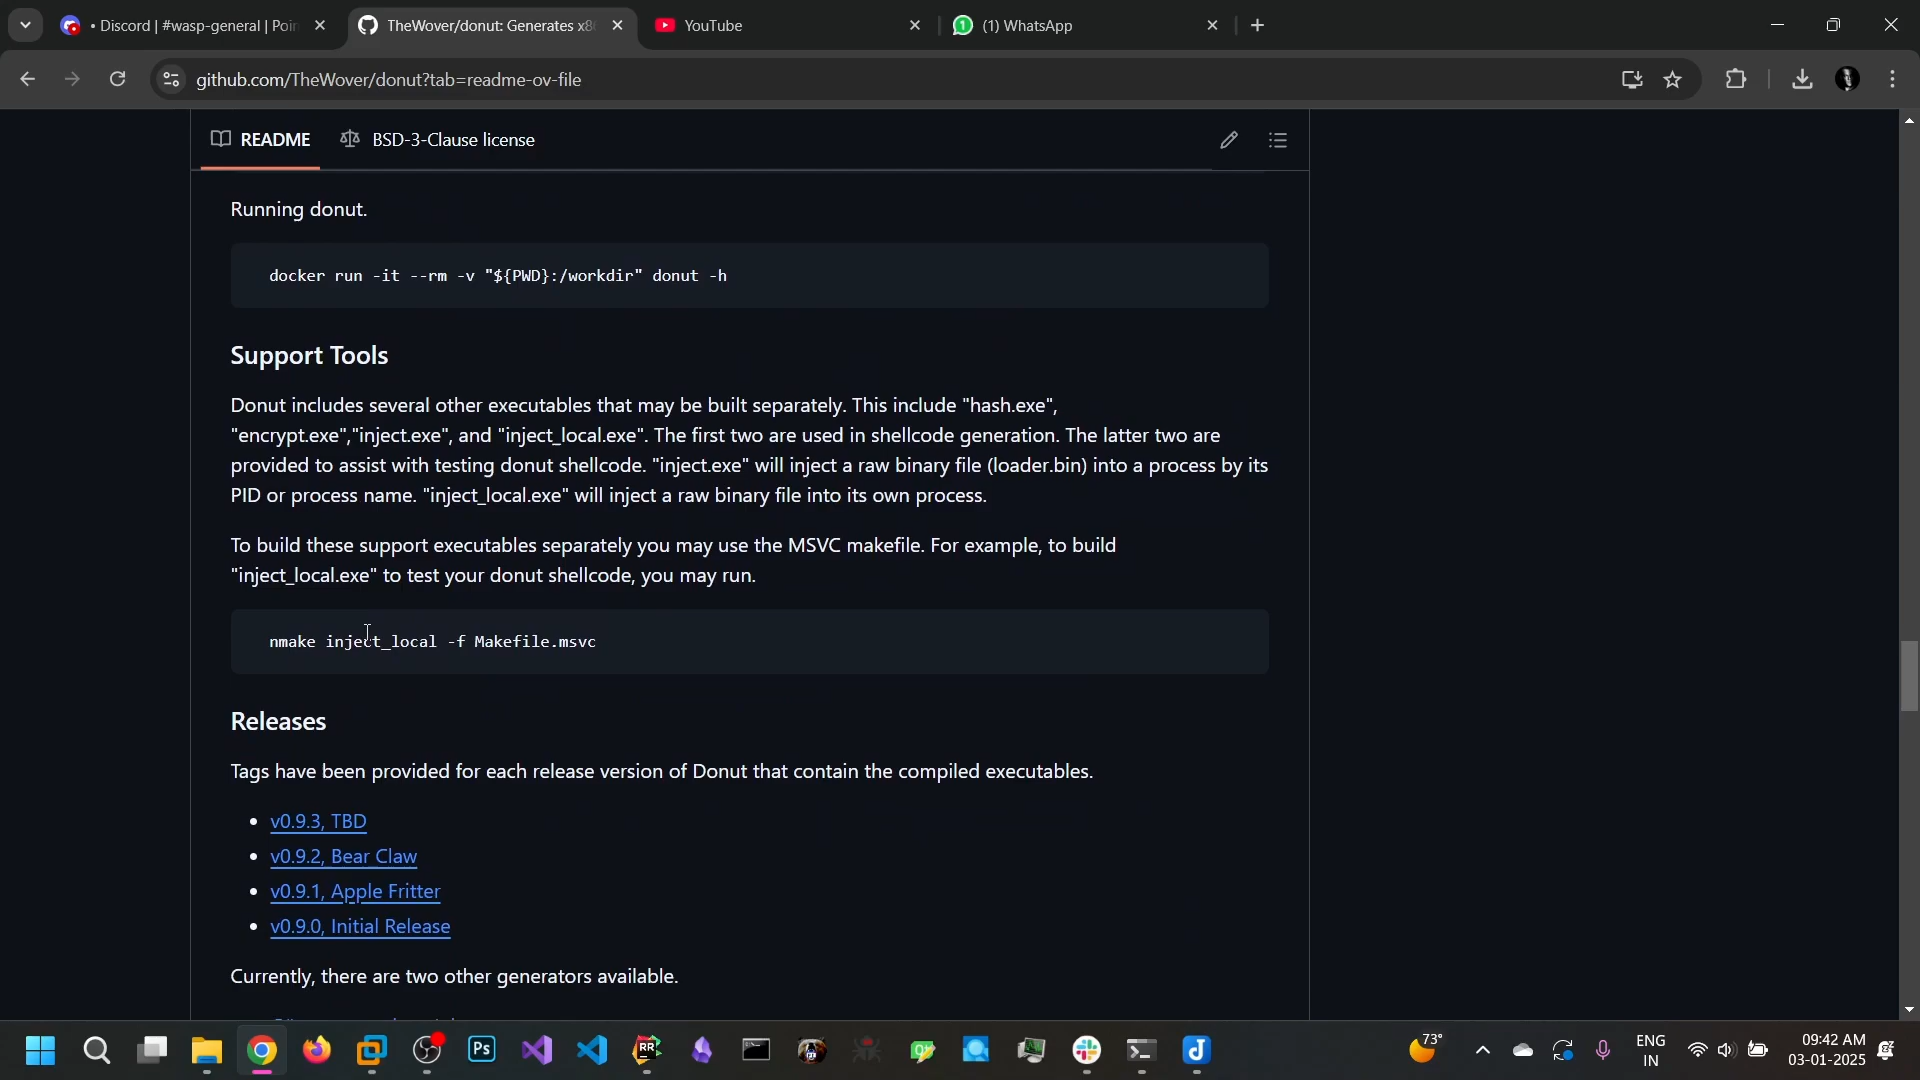 • Discord | #wasp-general | Poin
TheWover/donut: Generates x8
YouTube
(1) WhatsApp
github.com/TheWover/donut?tab=readme-ov-file
README
BSD-3-Clause license
Running donut.
docker run -it --rm -v "${PWD}:/workdir" donut -h
Support Tools
Donut includes several other executables that may be built separately. This include "hash.exe",
"encrypt.exe","inject.exe", and "inject_local.exe". The first two are used in shellcode generation. The latter two are
provided to assist with testing donut shellcode. "inject.exe" will inject a raw binary file (loader.bin) into a process by its
PID or process name. "inject_local.exe" will inject a raw binary file into its own process.
To build these support executables separately you may use the MSVC makefile. For example, to build
"inject_local.exe" to test your donut shellcode, you may run.
nmake inject_local -f Makefile.msvc
Releases
Tags have been provided for each release version of Donut that contain the compiled executables.
• v0.9.3, TBD
• v0.9.2, Bear Claw
• v0.9.1, Apple Fritter
• v0.9.0, Initial Release
Currently, there are two other generators available.
Ps
RR
73°
ENG
IN
09:42 AM
03-01-2025